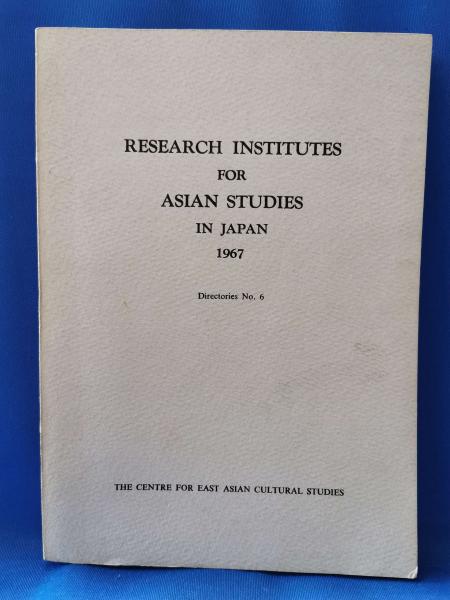 RESEARCH INSTITUTES
FOR
ASIAN STUDIES
IN JAPAN
1967
Directories No. 6
THE CENTRE FOR EAST ASIAN CULTURAL STUDIES